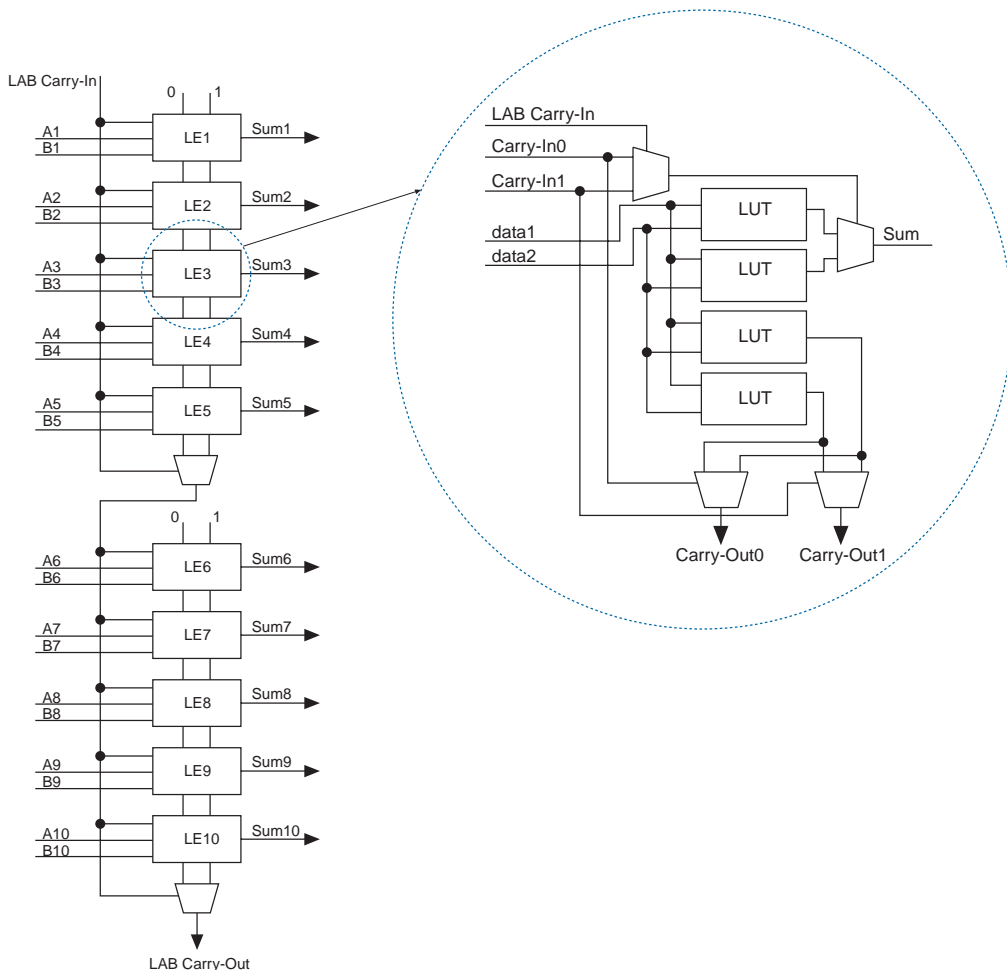 LAB Carry-In
0 1
A1
B1
LE1
Sum1
A2
B2
LE2
Sum2
A3
B3
LE3
Sum3
A4
B4
LE4
Sum4
A5
B5
LE5
Sum5
0 1
A6
B6
LE6
Sum6
A7
B7
LE7
Sum7
A8
B8
LE8
Sum8
A9
B9
LE9
Sum9
A10
B10
LE10
Sum10
LAB Carry-Out
LAB Carry-In
Carry-In0
Carry-In1
data1
data2
LUT
LUT
LUT
LUT
Sum
Carry-Out0
Carry-Out1